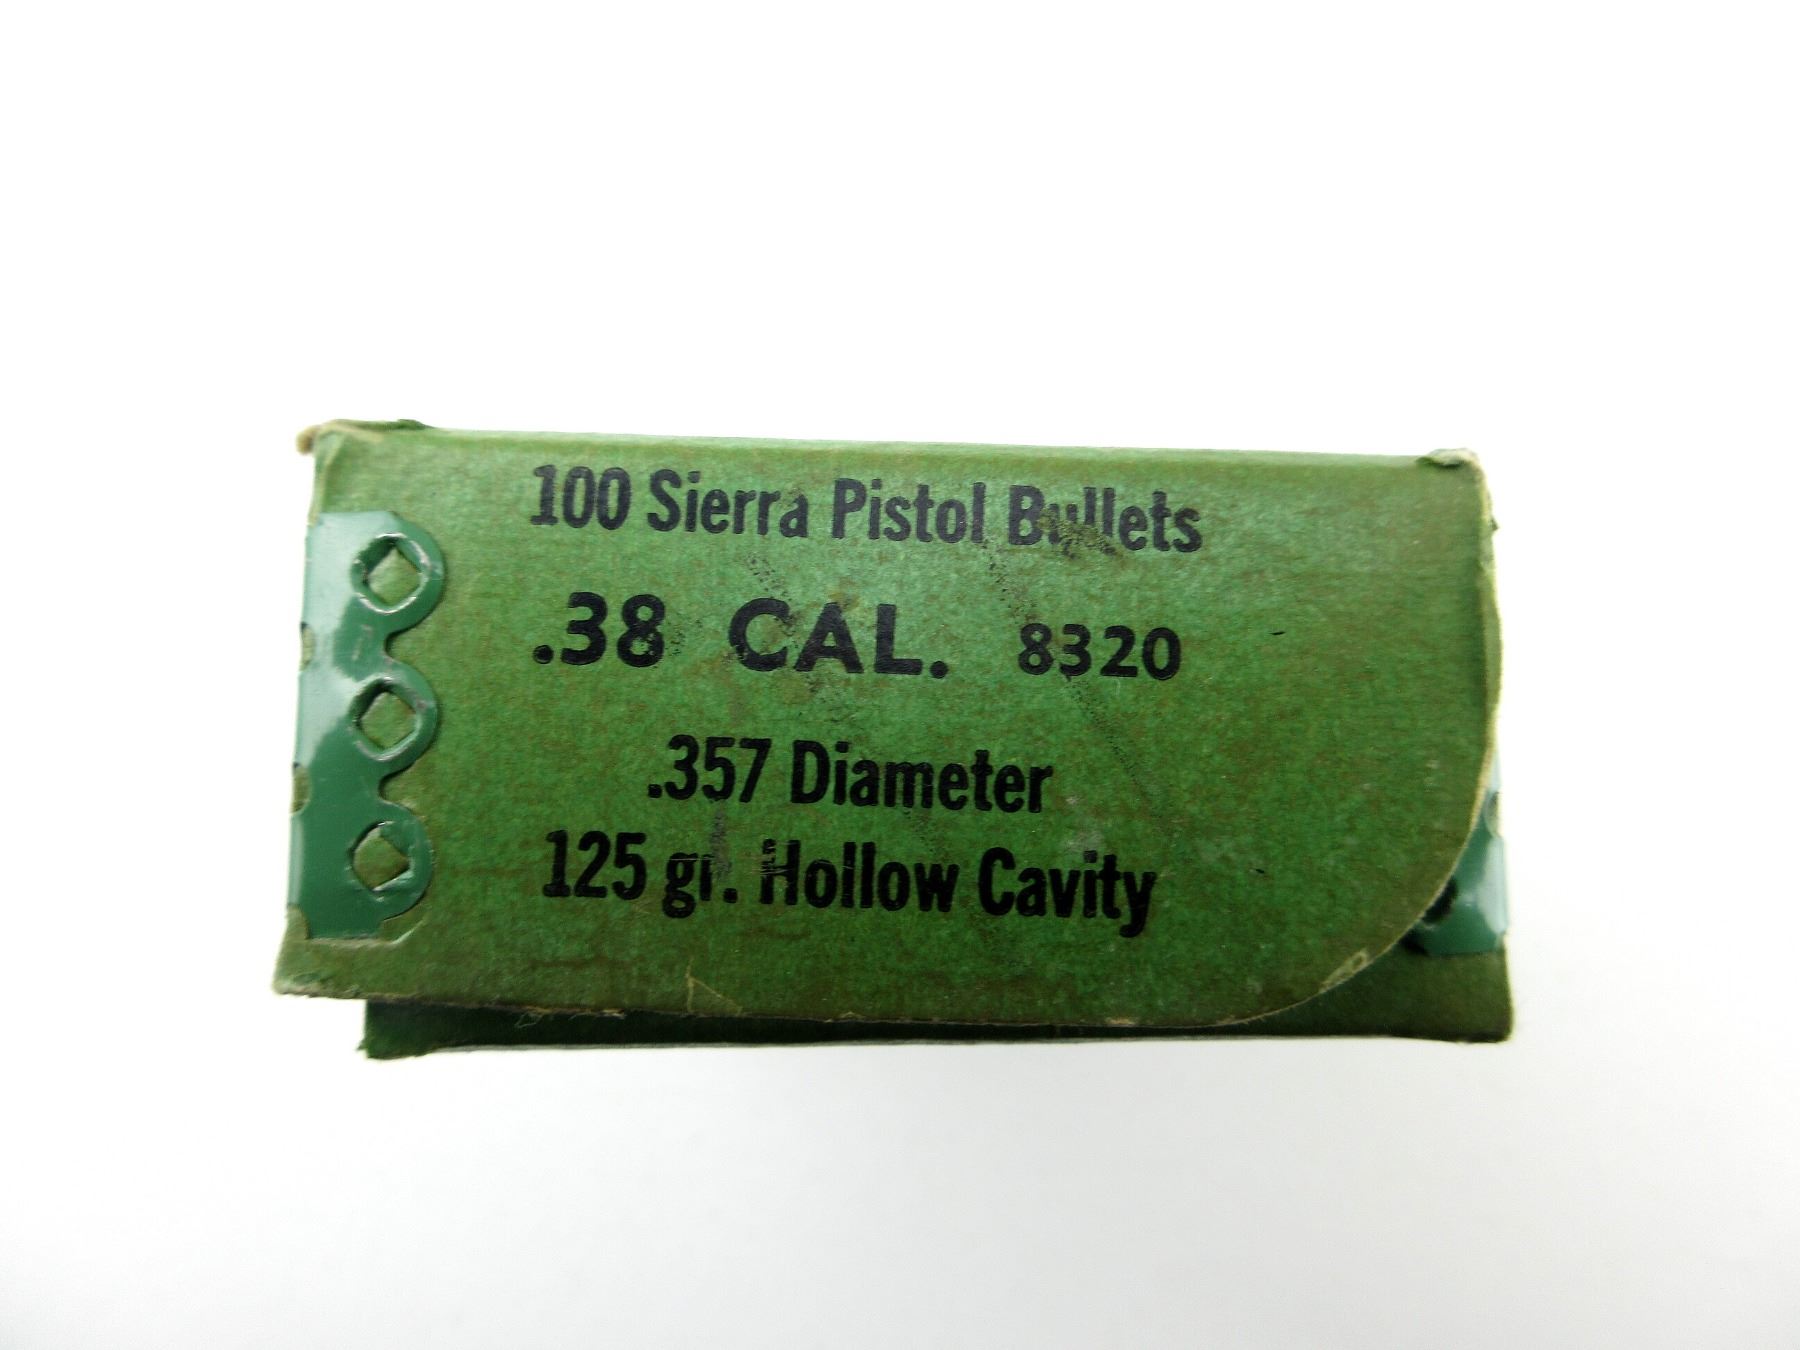 100 Sierra Pistol Bullets
.38 CAL. 8320
.357 Diameter
125 gr. Hollow Cavity